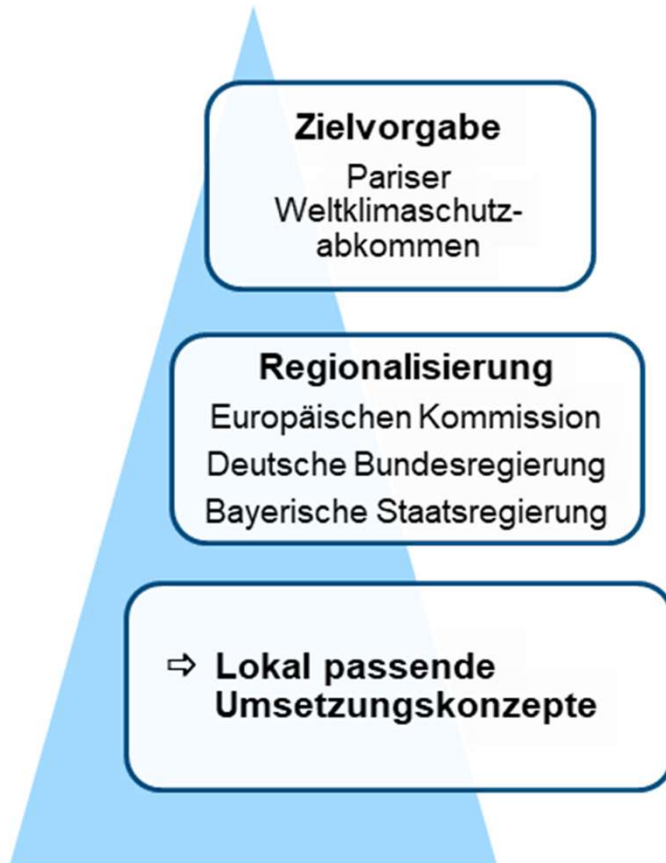 Zielvorgabe
Pariser
Weltklimaschutz-
abkommen
Regionalisierung
Europäischen Kommission
Deutsche Bundesregierung
Bayerische Staatsregierung
⇨ Lokal passende
Umsetzungskonzepte